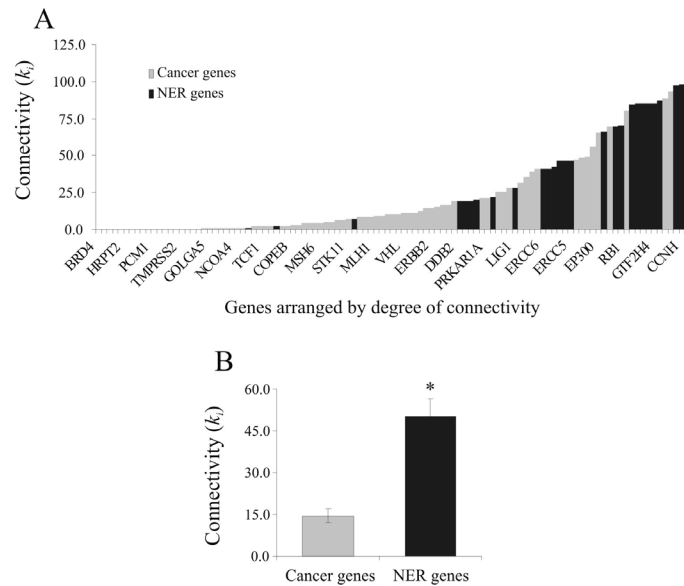 A
125.0
100.0
75.0
50.0
25.0
0.0
Connectivity (ki)
Cancer genes
NER genes
BRD4
HRPT2
PCM1
TMPRSS2
GOLGA5
NCOA4
TCF1
COPEB
MSH6
STK11
MLH1
VHL
ERBB2
DDB2
PRKAR1A
LIG1
ERCC6
ERCC5
EP300
RB1
GTF2H4
CCNH
Genes arranged by degree of connectivity
B
60.0
45.0
30.0
15.0
0.0
Connectivity (ki)
*
Cancer genes
NER genes